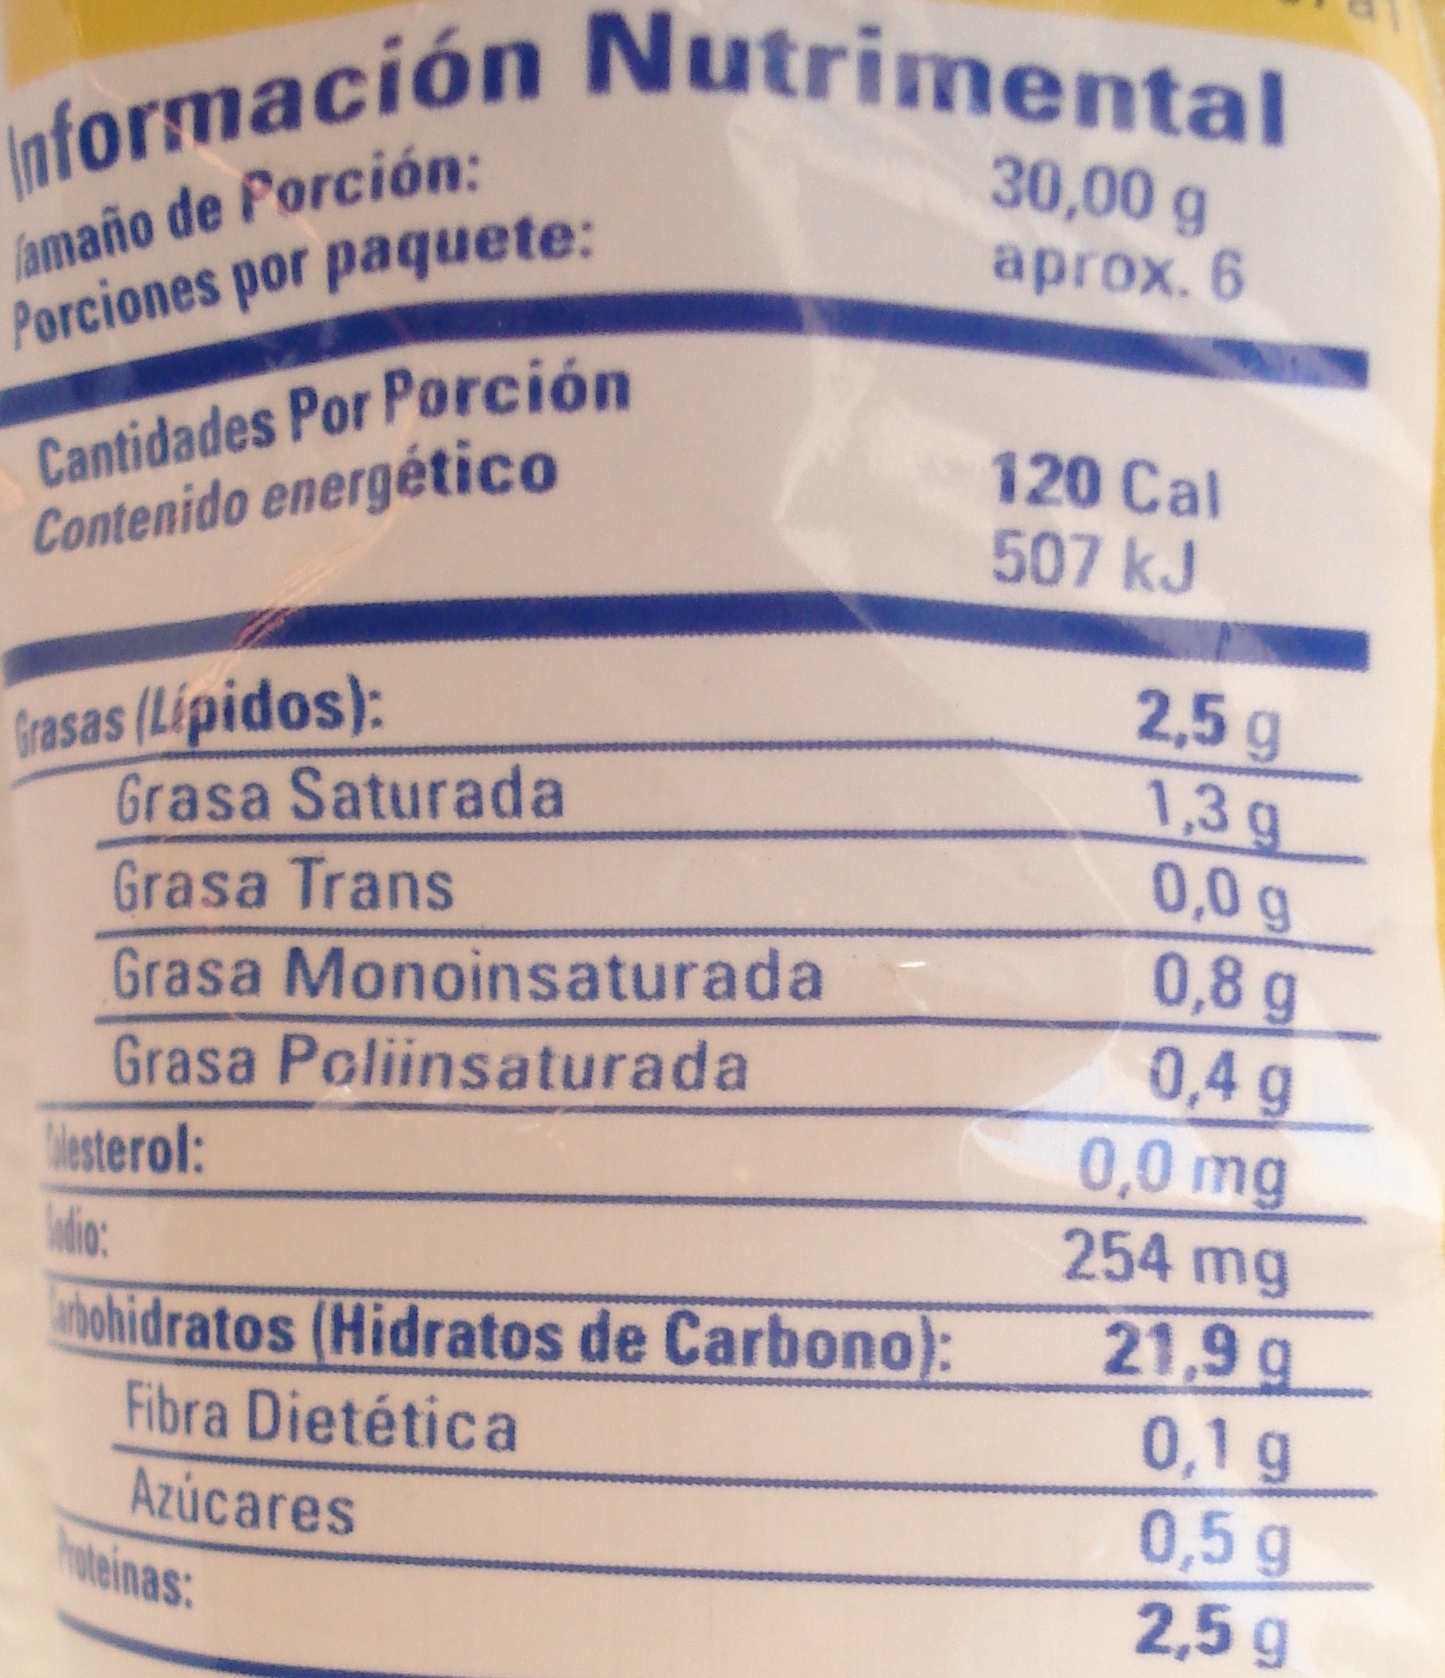 Información Nutrimental
Tamaño de Porción: 30,00 g
Porciones por paquete: aprox. 6
Cantidades Por Porción
Contenido energético 120 Cal
507 kJ
Grasas (Lípidos): 2,5 g
Grasa Saturada 1,3 g
Grasa Trans 0,0 g
Grasa Monoinsaturada 0,8 g
Grasa Poliinsaturada 0,4 g
Colesterol: 0,0 mg
Sodio: 254 mg
Carbohidratos (Hidratos de Carbono): 21,9 g
Fibra Dietética 0,1 g
Azúcares 0,5 g
Proteínas: 2,5 g